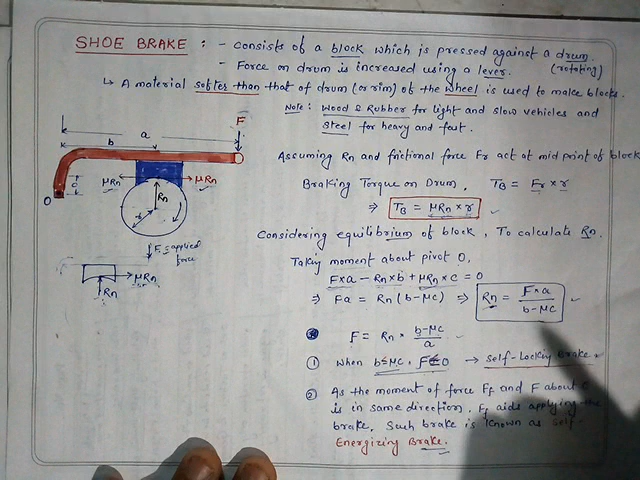 SHOE BRAKE : - Consists of a block which is pressed against a drum.
- Force on drum is increased using a lever. (rotating)
↳ A material softer than that of drum (or rim) of the wheel is used to make blocks.
Note: Wood & Rubber for light and slow vehicles and
Steel for heavy and fast.
F
a
b
c
O
μRn
μRn
Rn
r
Assuming Rn and frictional force Fr act at mid print of block
Braking Torque on Drum, TB = Fr × r
⇒ TB = μRn × r
Considering equilibrium of block, To calculate Rn.
Taking moment about pivot O,
F×a − Rn×b + μRn×c = 0
⇒ Fa = Rn (b-μc) ⇒ Rn = F×a / b-μc
F = Rn × b-μc / a
F is applied
force
μRn
Rn
① When b≤μc, F≤0 → Self-Locking Brake.
② As the moment of force Ff and F about O
is in same direction, Ff aids applying the
brake. Such brake is known as self-
Energizing Brake.